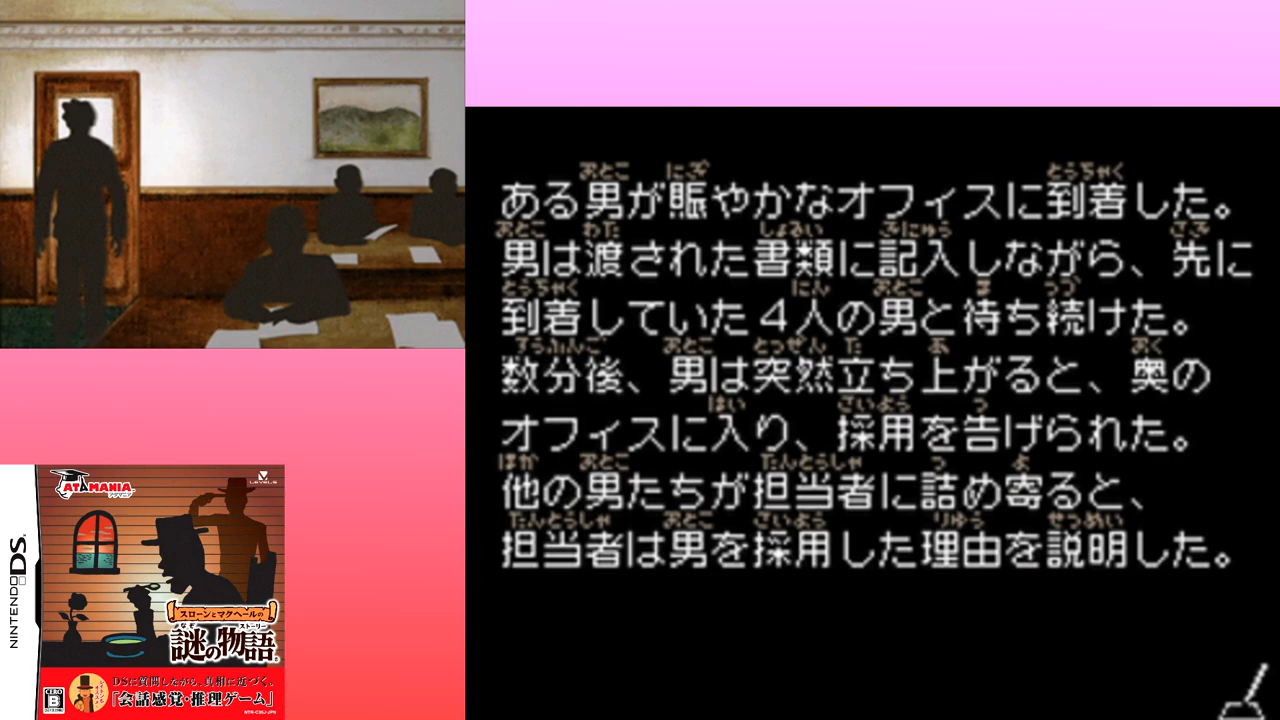 ある男が賑やかなオフィスに到着した。
男は渡された書類に記入しながら、先に
到着していた4人の男と待ち続けた。
数分後、男は突然立ち上がると、奥の
オフィスに入り、採用を告げられた。
他の男たちが担当者に詰め寄ると、
担当者は男を採用した理由を説明した。
ATAMANIA
アタマニア
LEVEL5
NINTENDO DS
スローンとマクヘールの
謎の物語
ストーリー
DSに質問しながら、真相に近づく。
「会話感覚・推理ゲーム」
CERO
B